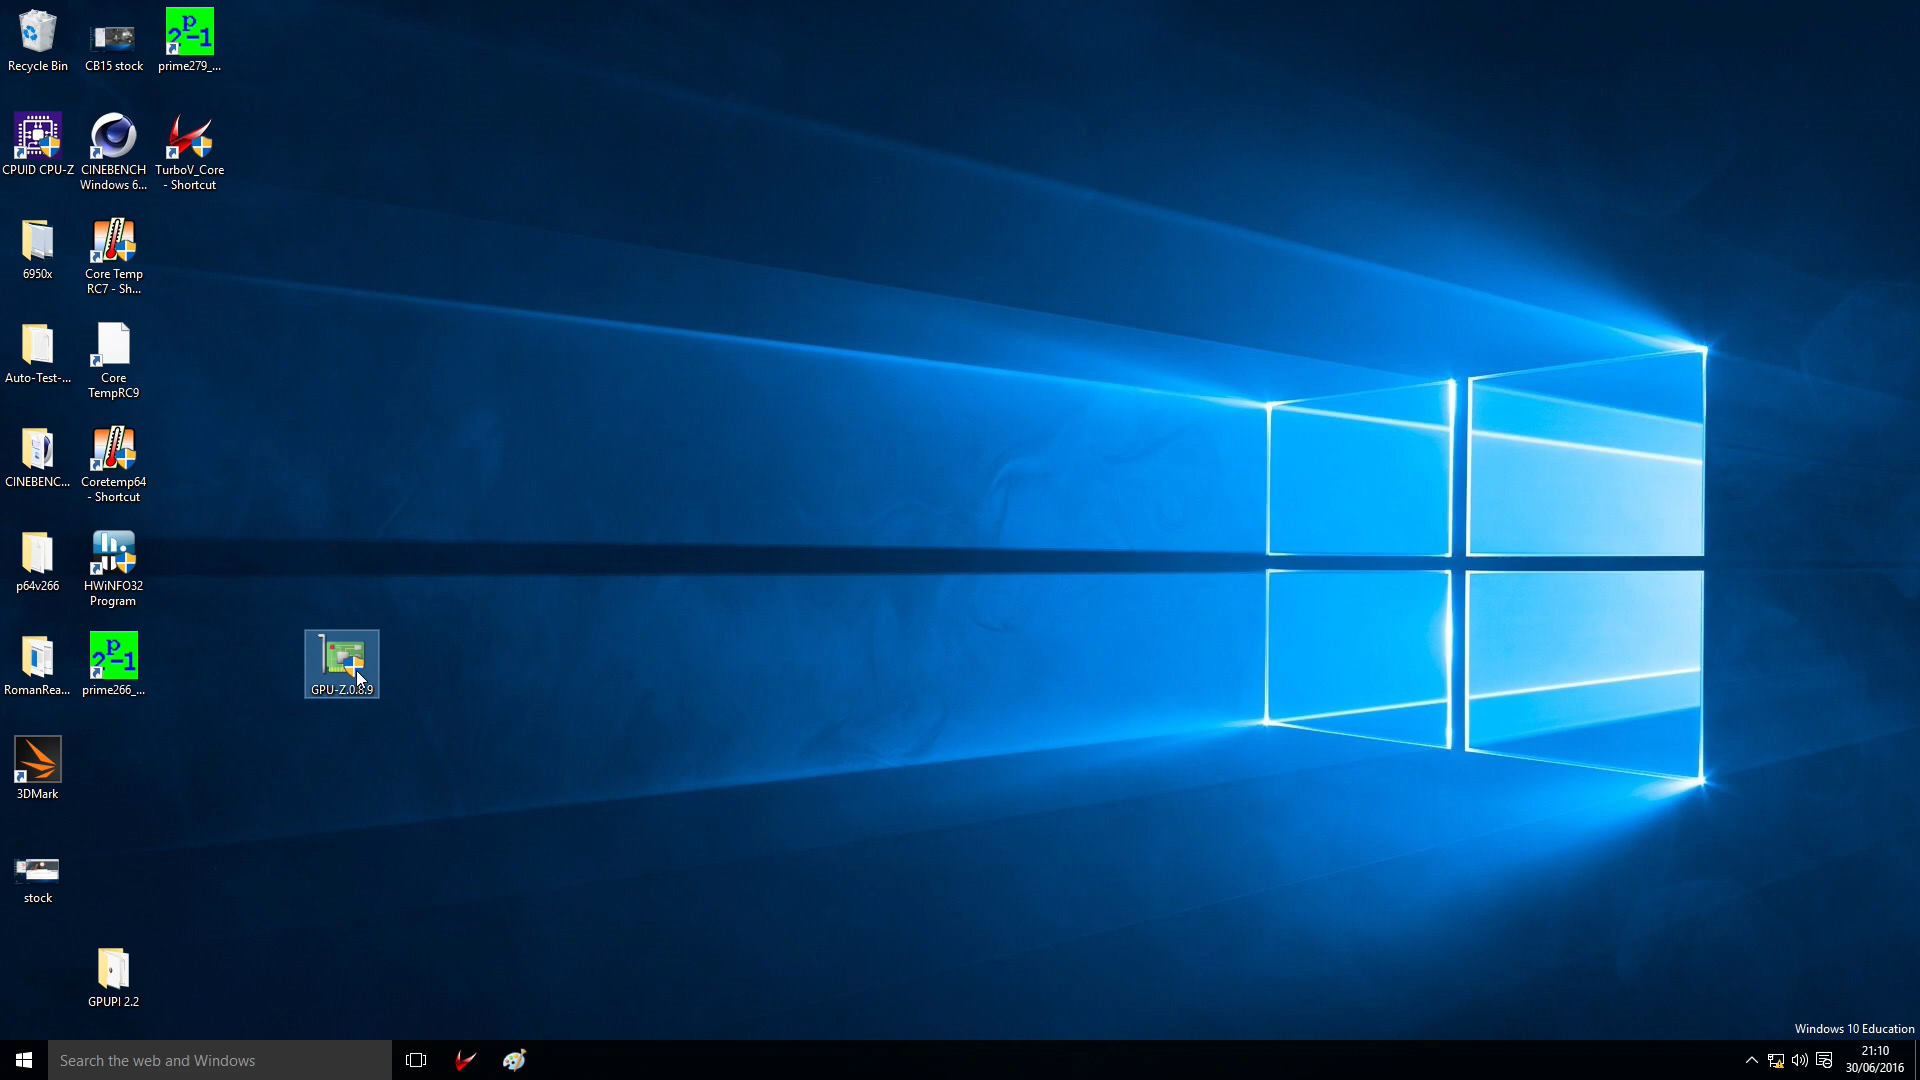 Recycle Bin
CB15 stock
prime279_...
CPUID CPU-Z
CINEBENCH
Windows 6...
TurboV_Core
- Shortcut
6950x
Core Temp
RC7 - Sh...
Auto-Test-...
Core
TempRC9
CINEBENC...
Coretemp64
- Shortcut
p64v266
HWiNFO32
Program
RomanRea...
prime266_...
GPU-Z.0.8.9
3DMark
stock
GPUPI 2.2
Windows 10 Education
Search the web and Windows
21:10
30/06/2016